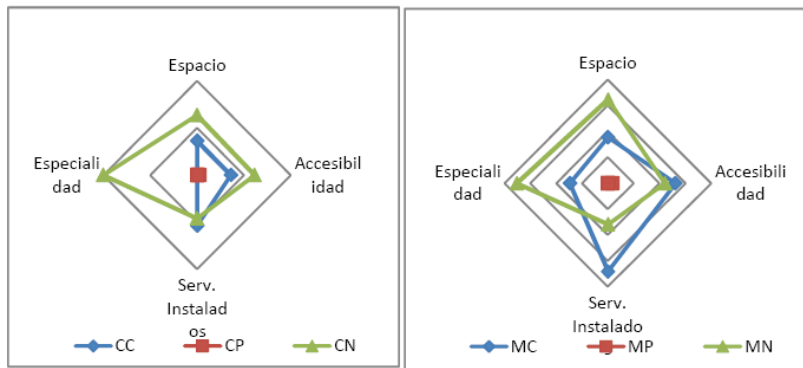 Espacio
Especiali
dad
Accesibil
idad
Serv.
Instalad
os
CC
CP
CN
Espacio
Especiali
dad
Accesibili
dad
Serv.
Instalado
MC
MP
MN